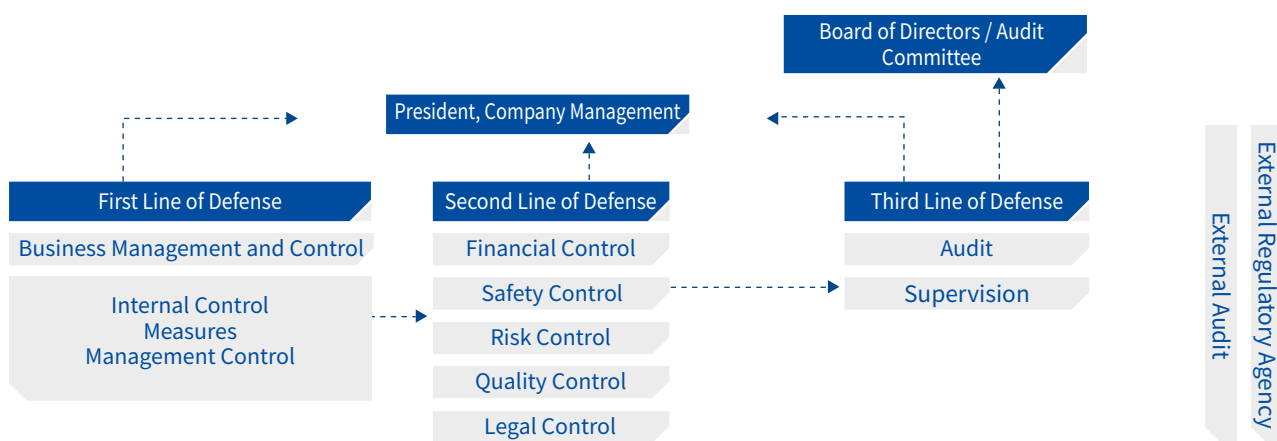 Board of Directors / Audit
Committee
President, Company Management
First Line of Defense
Second Line of Defense
Third Line of Defense
Business Management and Control
Financial Control
Audit
Internal Control
Measures
Management Control
Safety Control
Supervision
Risk Control
Quality Control
Legal Control
External Audit
External Regulatory Agency